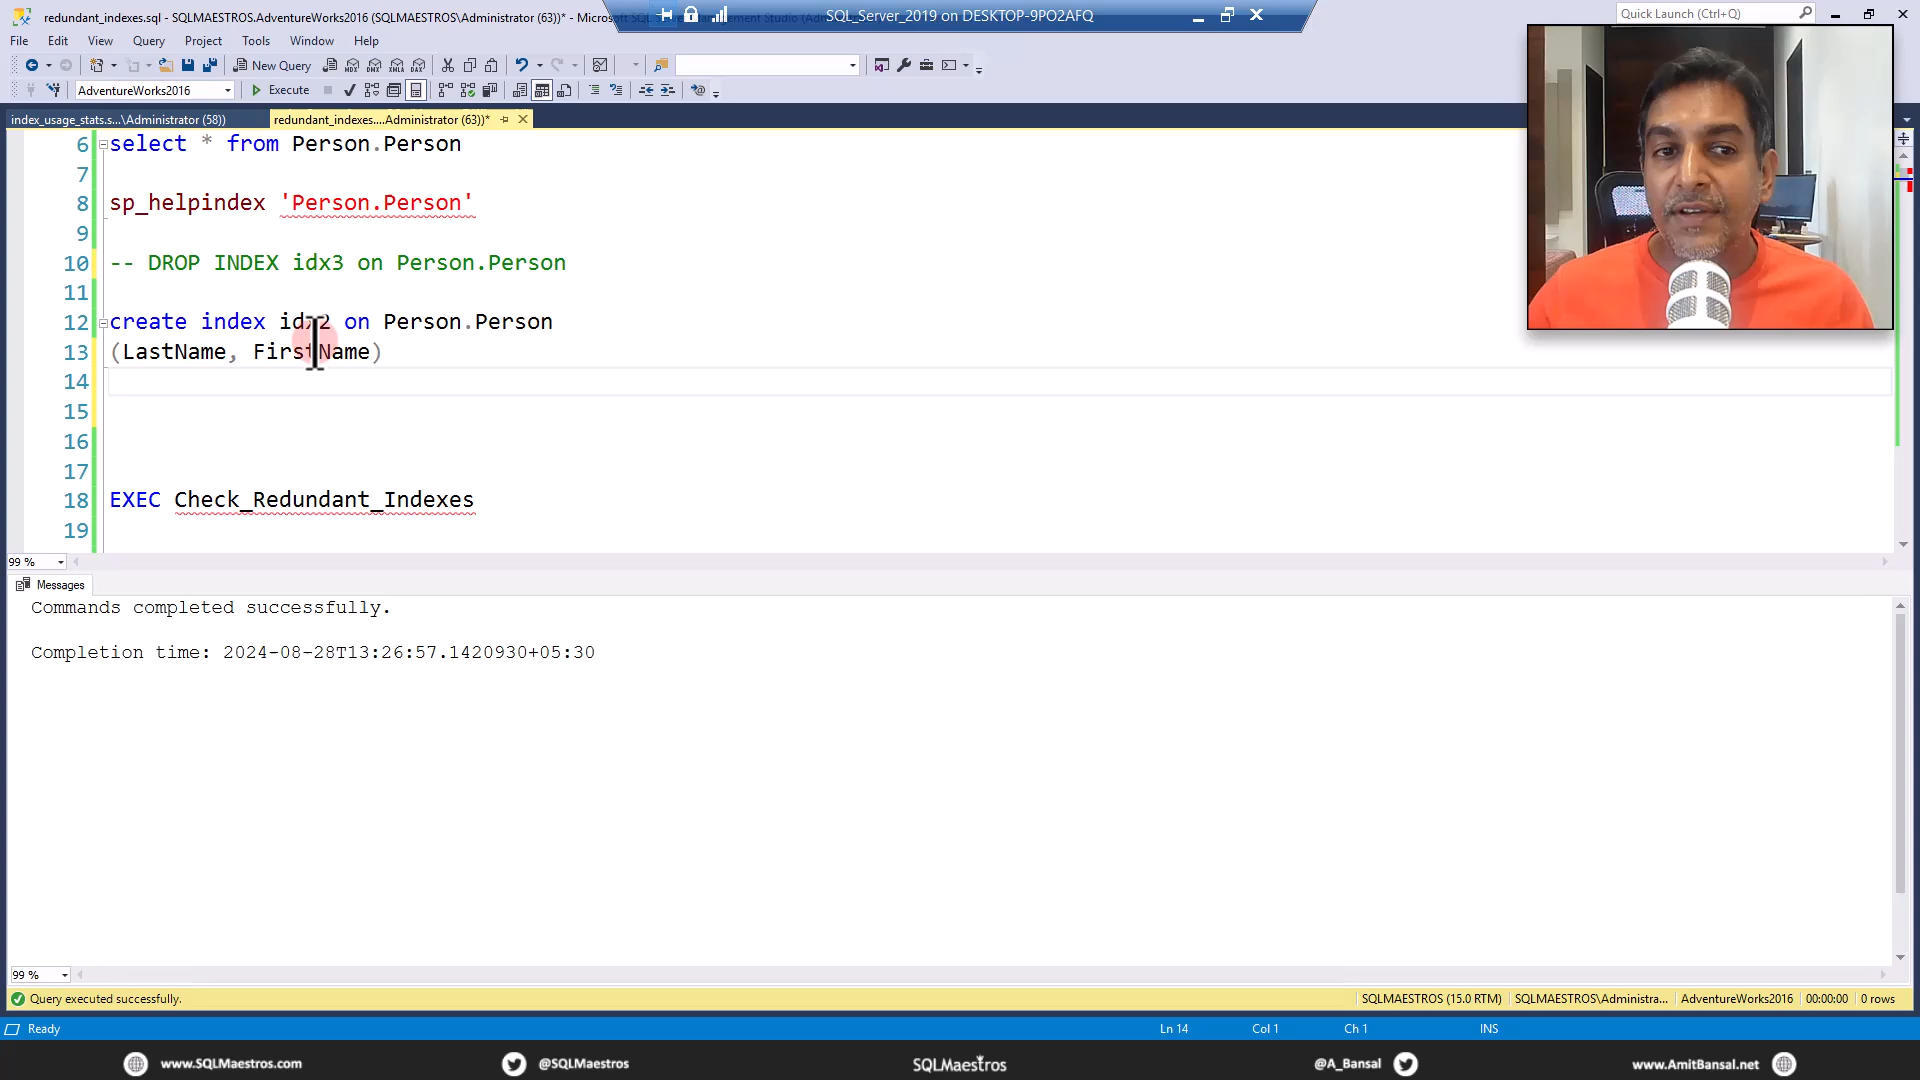 redundant_indexes.sql - SQLMAESTROS.AdventureWorks2016 (SQLMAESTROS\Administrator (63))* - Micros
SQL_Server_2019 on DESKTOP-9PO2AFQ
Quick Launch (Ctrl+Q)
File Edit View Query Project Tools Window Help
New Query
AdventureWorks2016 Execute
index_usage_stats.s...\Administrator (58)) redundant_indexes....Administrator (63))*
6 select * from Person.Person
7
8 sp_helpindex 'Person.Person'
9
10 -- DROP INDEX idx3 on Person.Person
11
12 create index idx2 on Person.Person
13 (LastName, FirstName)
14
15
16
17
18 EXEC Check_Redundant_Indexes
19
99 %
Messages
Commands completed successfully.
Completion time: 2024-08-28T13:26:57.1420930+05:30
99 %
Query executed successfully. SQLMAESTROS (15.0 RTM) SQLMAESTROS\Administra... AdventureWorks2016 00:00:00 0 rows
Ready Ln 14 Col 1 Ch 1 INS
www.SQLMaestros.com @SQLMaestros SQLMaestros @A_Bansal www.AmitBansal.net